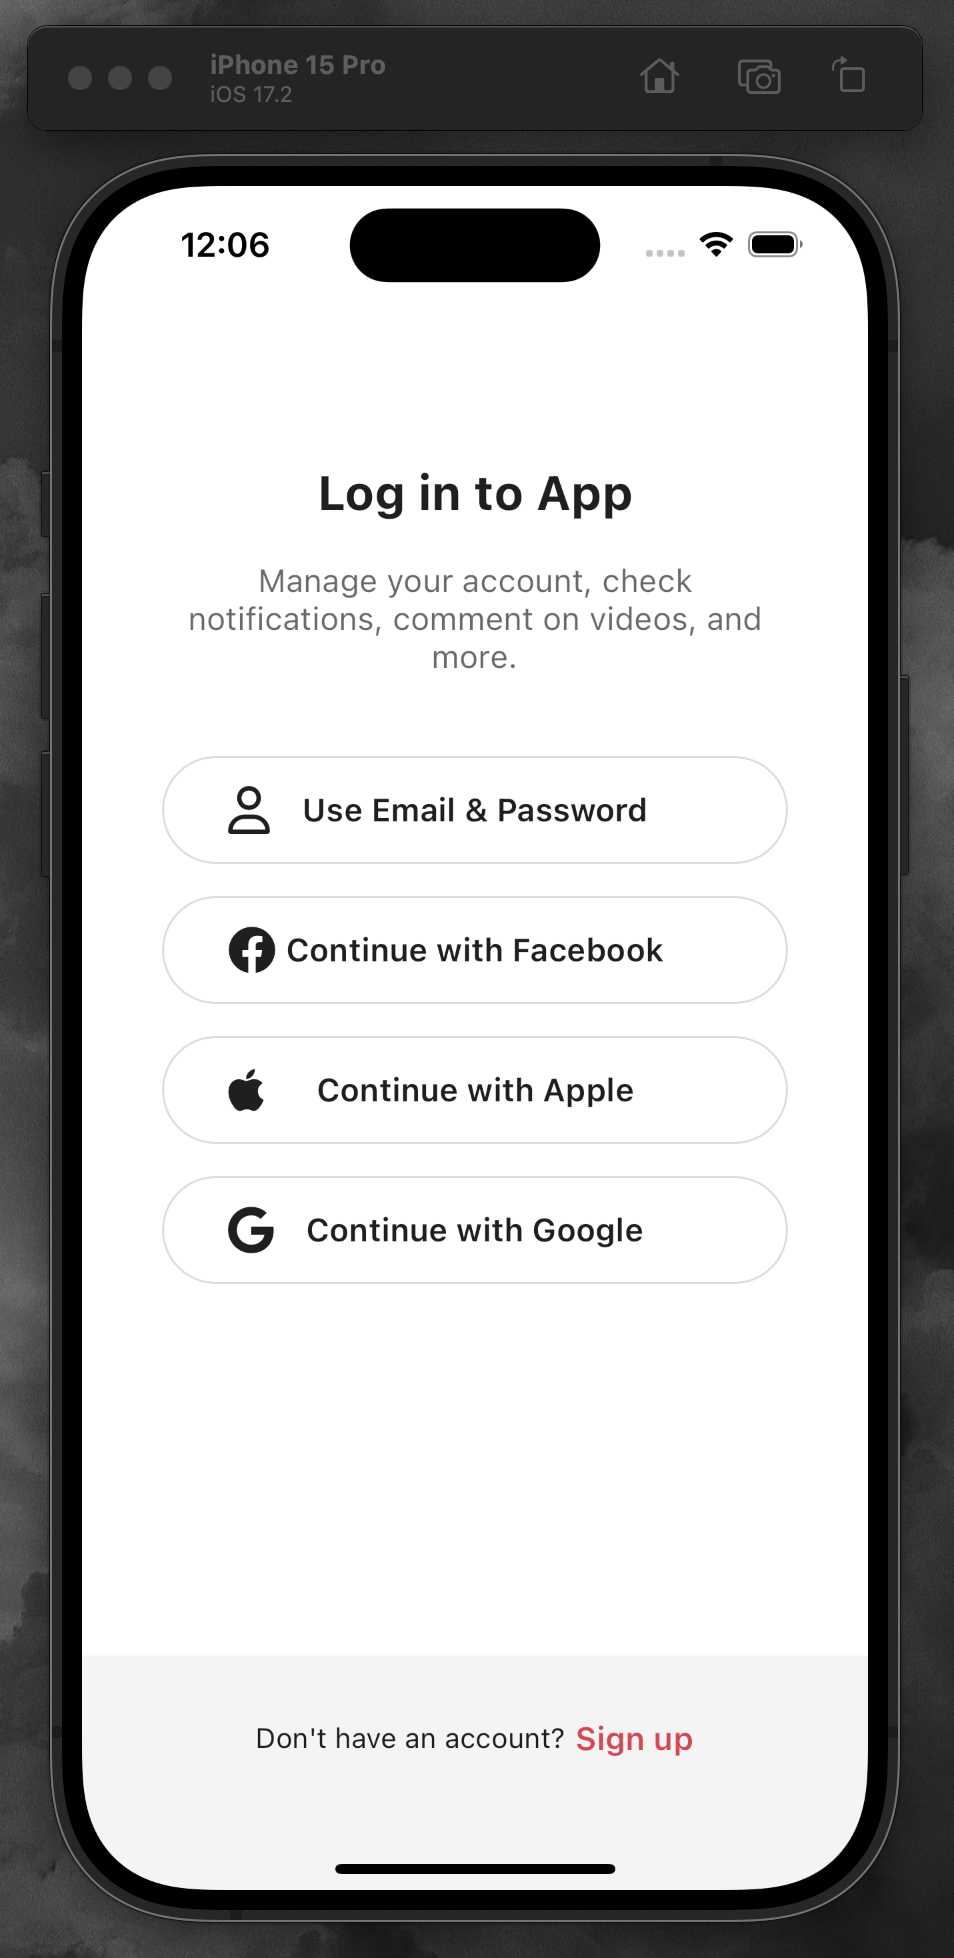 iPhone 15 Pro
iOS 17.2
12:06
Log in to App
Manage your account, check
notifications, comment on videos, and
more.
Use Email & Password
Continue with Facebook
Continue with Apple
Continue with Google
Don't have an account? Sign up